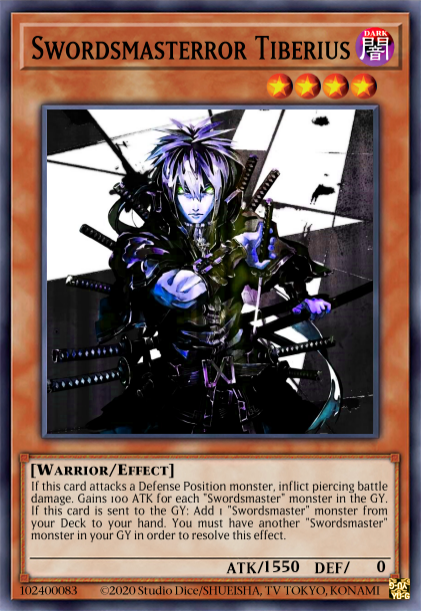 Swordsmasterror Tiberius
DARK
闇
[Warrior/Effect]
If this card attacks a Defense Position monster, inflict piercing battle
damage. Gains 100 ATK for each "Swordsmaster" monster in the GY.
If this card is sent to the GY: Add 1 "Swordsmaster" monster from
your Deck to your hand. You must have another "Swordsmaster"
monster in your GY in order to resolve this effect.
ATK/1550 DEF/ 0
102400083 ©2020 Studio Dice/SHUEISHA, TV TOKYO, KONAMI